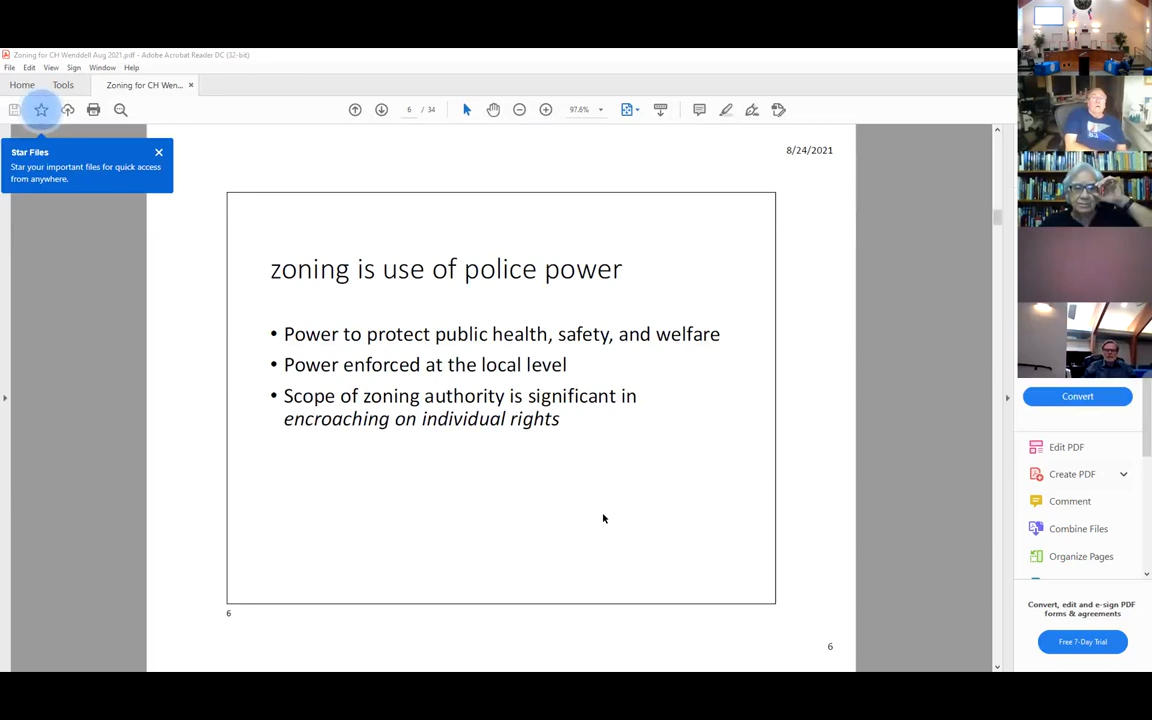 Zoning for CH Wenddell Aug 2021.pdf - Adobe Acrobat Reader DC (32-bit)
File Edit View Sign Window Help
Home Tools Zoning for CH Wen... ×
6 / 34 97.6%
Star Files
Star your important files for quick access
from anywhere.
8/24/2021
zoning is use of police power
• Power to protect public health, safety, and welfare
• Power enforced at the local level
• Scope of zoning authority is significant in
encroaching on individual rights
6
6
Convert
Edit PDF
Create PDF
Comment
Combine Files
Organize Pages
Convert, edit and e-sign PDF
forms & agreements
Free 7-Day Trial